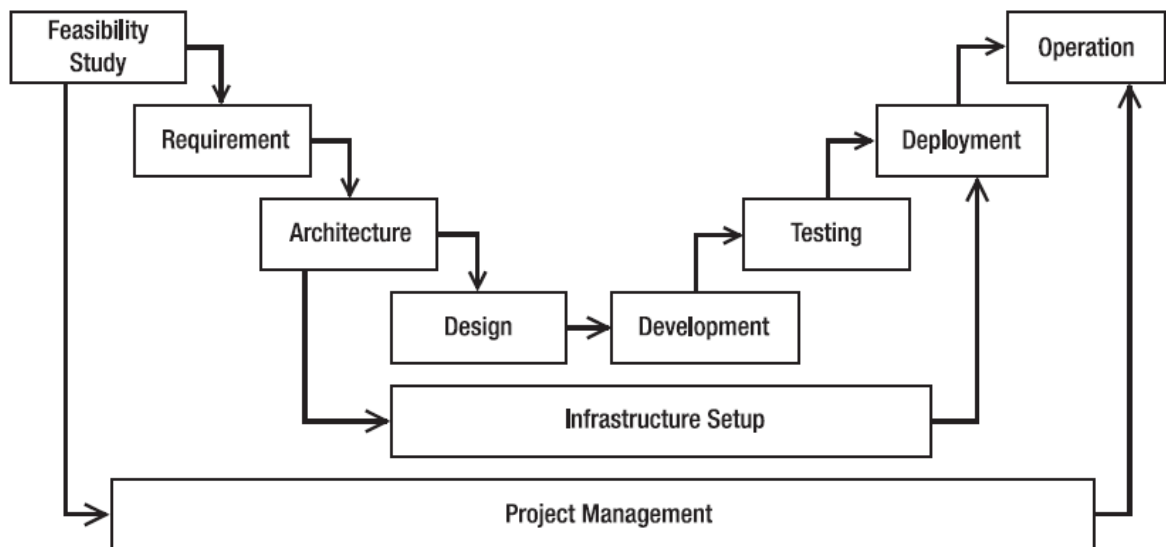 Feasibility
Study
Operation
Requirement
Deployment
Architecture
Testing
Design
Development
Infrastructure Setup
Project Management